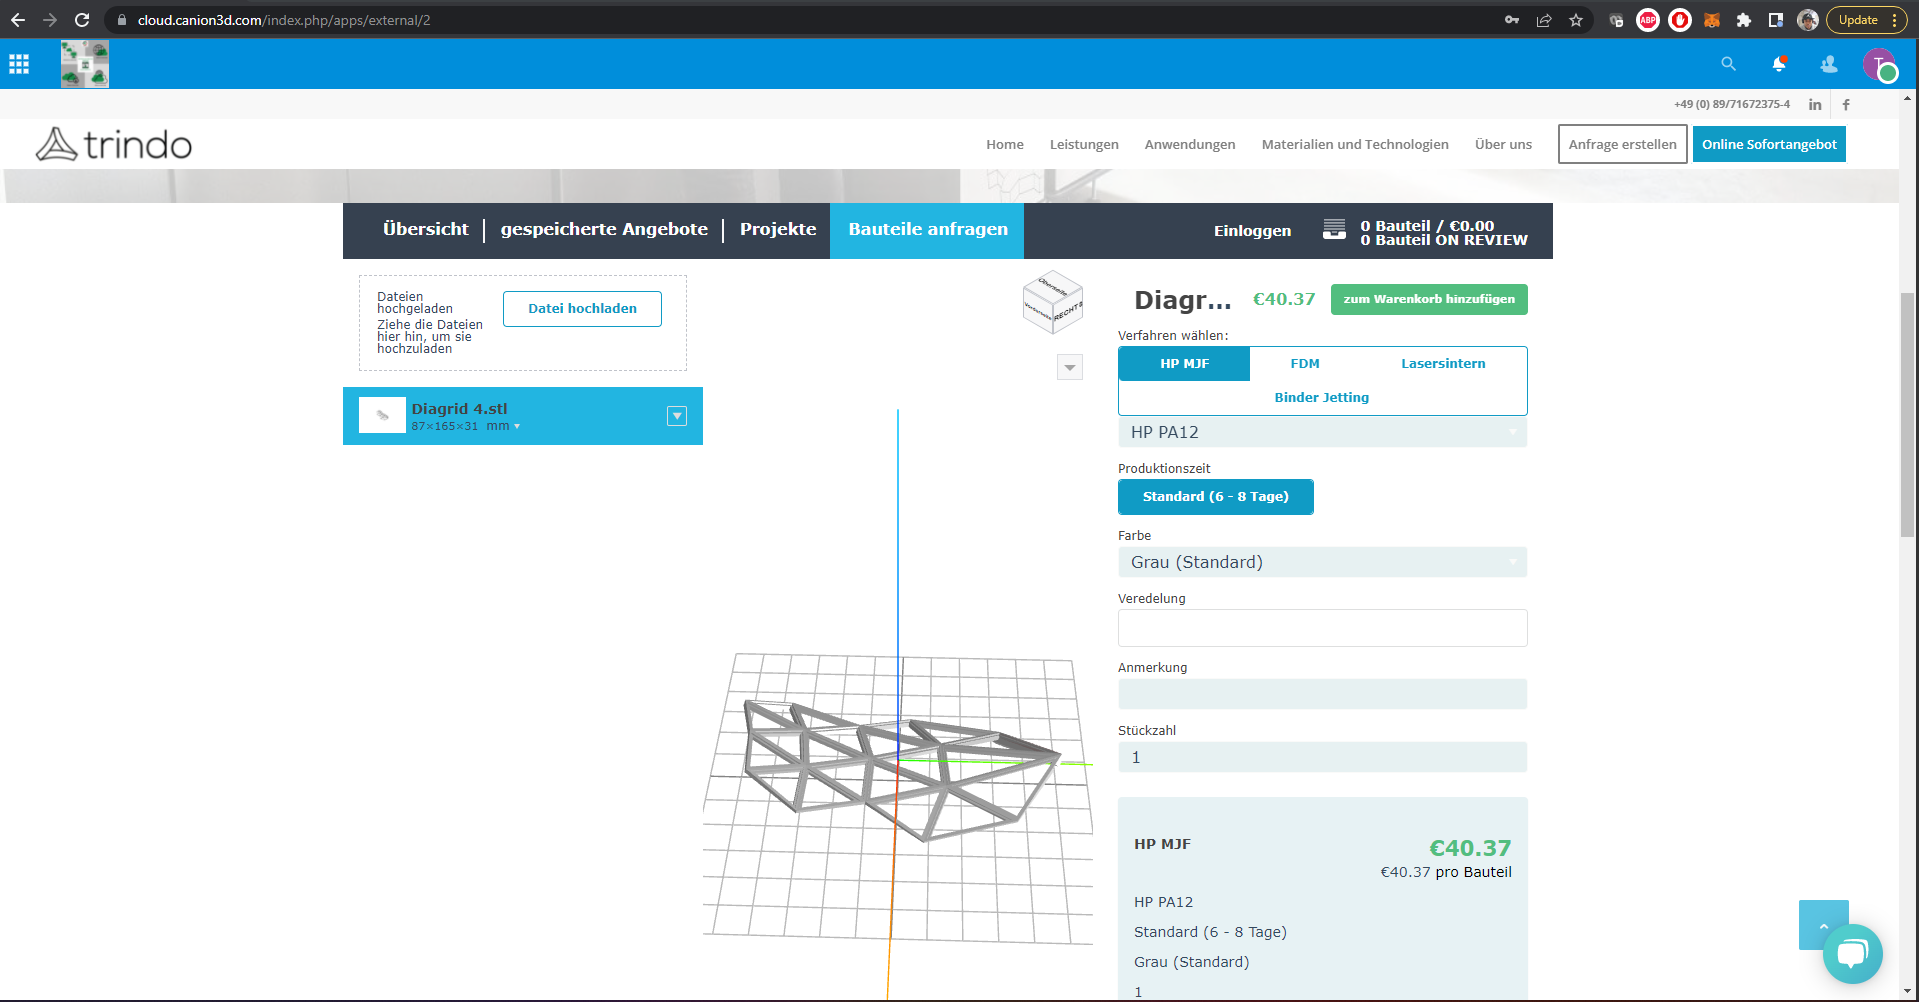 cloud.canion3d.com/index.php/apps/external/2
ABP
Update
T
+49 (0) 89/71672375-4
in
f
trindo
Home
Leistungen
Anwendungen
Materialien und Technologien
Über uns
Anfrage erstellen
Online Sofortangebot
Übersicht
gespeicherte Angebote
Projekte
Bauteile anfragen
Einloggen
0 Bauteil / €0.00
0 Bauteil ON REVIEW
Dateien
hochgeladen
Ziehe die Dateien
hier hin, um sie
hochzuladen
Datei hochladen
Diagrid 4.stl
87×165×31 mm
Oberseite
Vorderseite
RECHTS
Diagr...
€40.37
zum Warenkorb hinzufügen
Verfahren wählen:
HP MJF
FDM
Lasersintern
Binder Jetting
HP PA12
Produktionszeit
Standard (6 - 8 Tage)
Farbe
Grau (Standard)
Veredelung
Anmerkung
Stückzahl
1
HP MJF
€40.37
€40.37 pro Bauteil
HP PA12
Standard (6 - 8 Tage)
Grau (Standard)
1